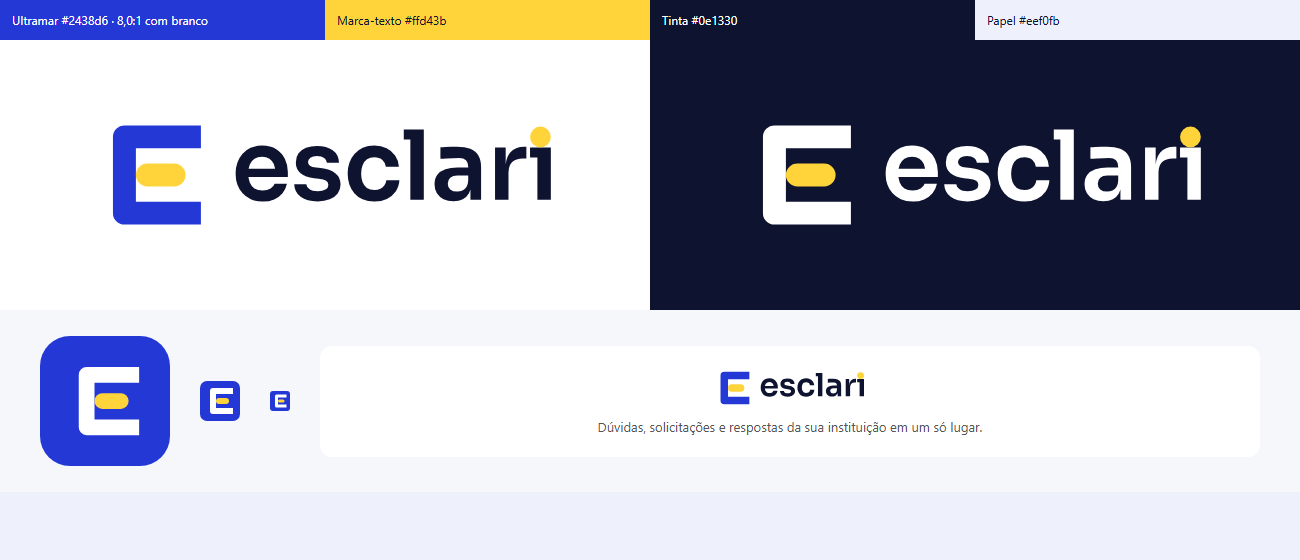 Ultramar #2438d6 · 8,0:1 com branco
Marca-texto #ffd43b
Tinta #0e1330
Papel #eef0fb
E esclari
E esclari
E
E
E
E esclari
Dúvidas, solicitações e respostas da sua instituição em um só lugar.